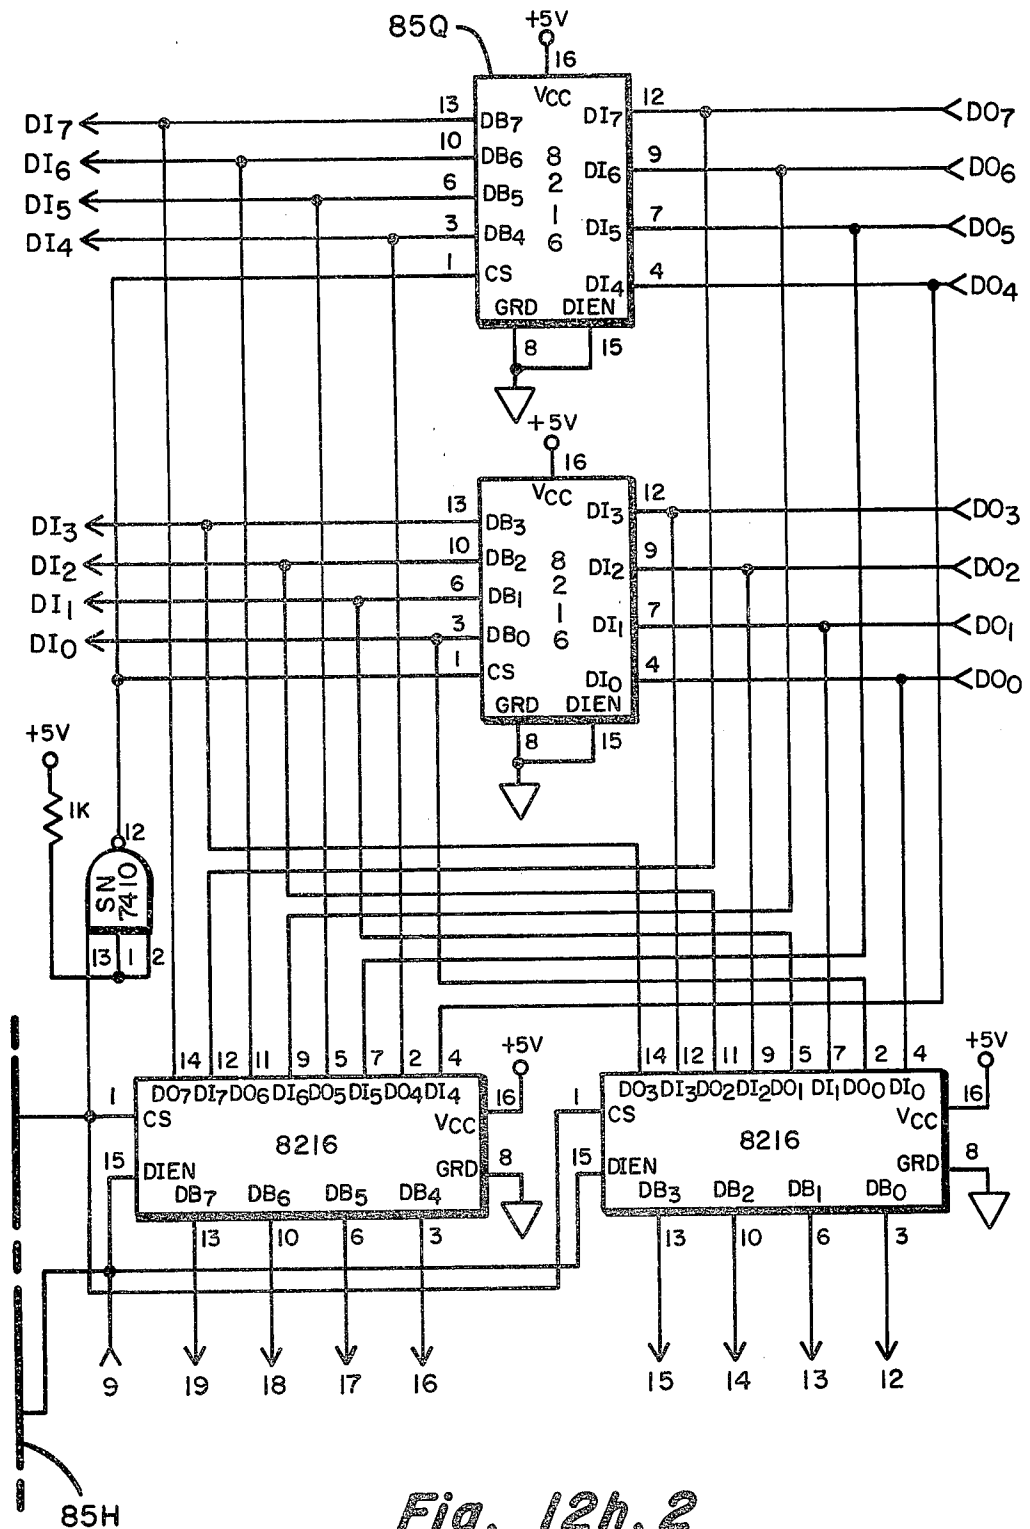 85Q
+5V
16
VCC
DI7
13
DB7
DI7
12
DO7
DI6
10
DB6
DI6
9
DO6
DI5
6
DB5
DI5
7
DO5
DI4
3
DB4
DI4
4
DO4
1
CS
8216
GRD
DIEN
8
15
+5V
16
VCC
DI3
13
DB3
DI3
12
DO3
DI2
10
DB2
DI2
9
DO2
DI1
6
DB1
DI1
7
DO1
DI0
3
DB0
DI0
4
DO0
1
CS
8216
GRD
DIEN
8
15
+5V
1K
12
SN
7410
13 1 2
14 12 11 9 5 7 2 4
+5V
14 12 11 9 5 7 2 4
+5V
DO7 DI7 DO6 DI6 DO5 DI5 DO4 DI4
16
DO3 DI3 DO2 DI2 DO1 DI1 DO0 DI0
16
1
CS
VCC
1
CS
VCC
8216
8216
15
DIEN
GRD
8
15
DIEN
GRD
8
DB7 DB6 DB5 DB4
DB3 DB2 DB1 DB0
13 10 6 3
13 10 6 3
9 19 18 17 16
15 14 13 12
85H
Fig. 12h.2